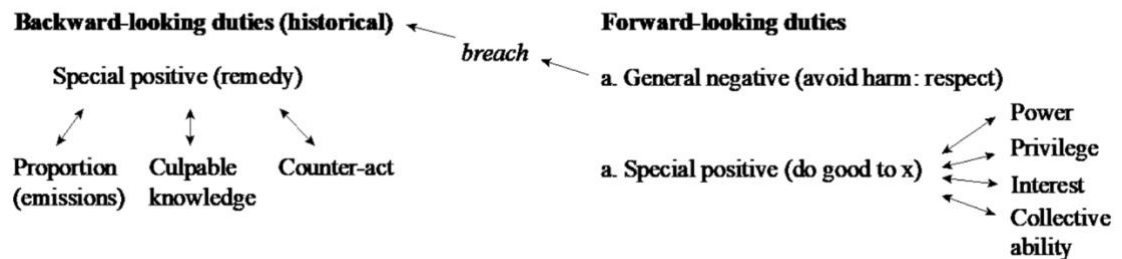 Backward-looking duties (historical)
Forward-looking duties
breach
Special positive (remedy)
a. General negative (avoid harm: respect)
Proportion
(emissions)
Culpable
knowledge
Counter-act
a. Special positive (do good to x)
Power
Privilege
Interest
Collective
ability